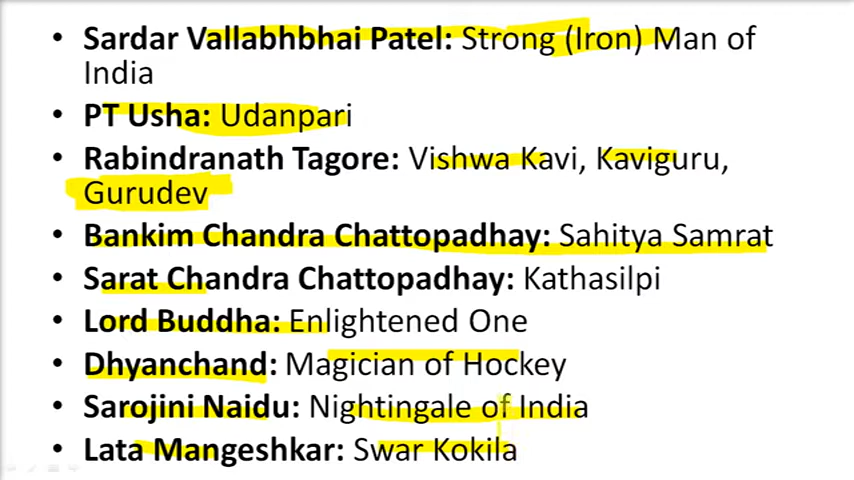 • Sardar Vallabhbhai Patel: Strong (Iron) Man of
India
• PT Usha: Udanpari
• Rabindranath Tagore: Vishwa Kavi, Kaviguru,
Gurudev
• Bankim Chandra Chattopadhay: Sahitya Samrat
• Sarat Chandra Chattopadhay: Kathasilpi
• Lord Buddha: Enlightened One
• Dhyanchand: Magician of Hockey
• Sarojini Naidu: Nightingale of India
• Lata Mangeshkar: Swar Kokila